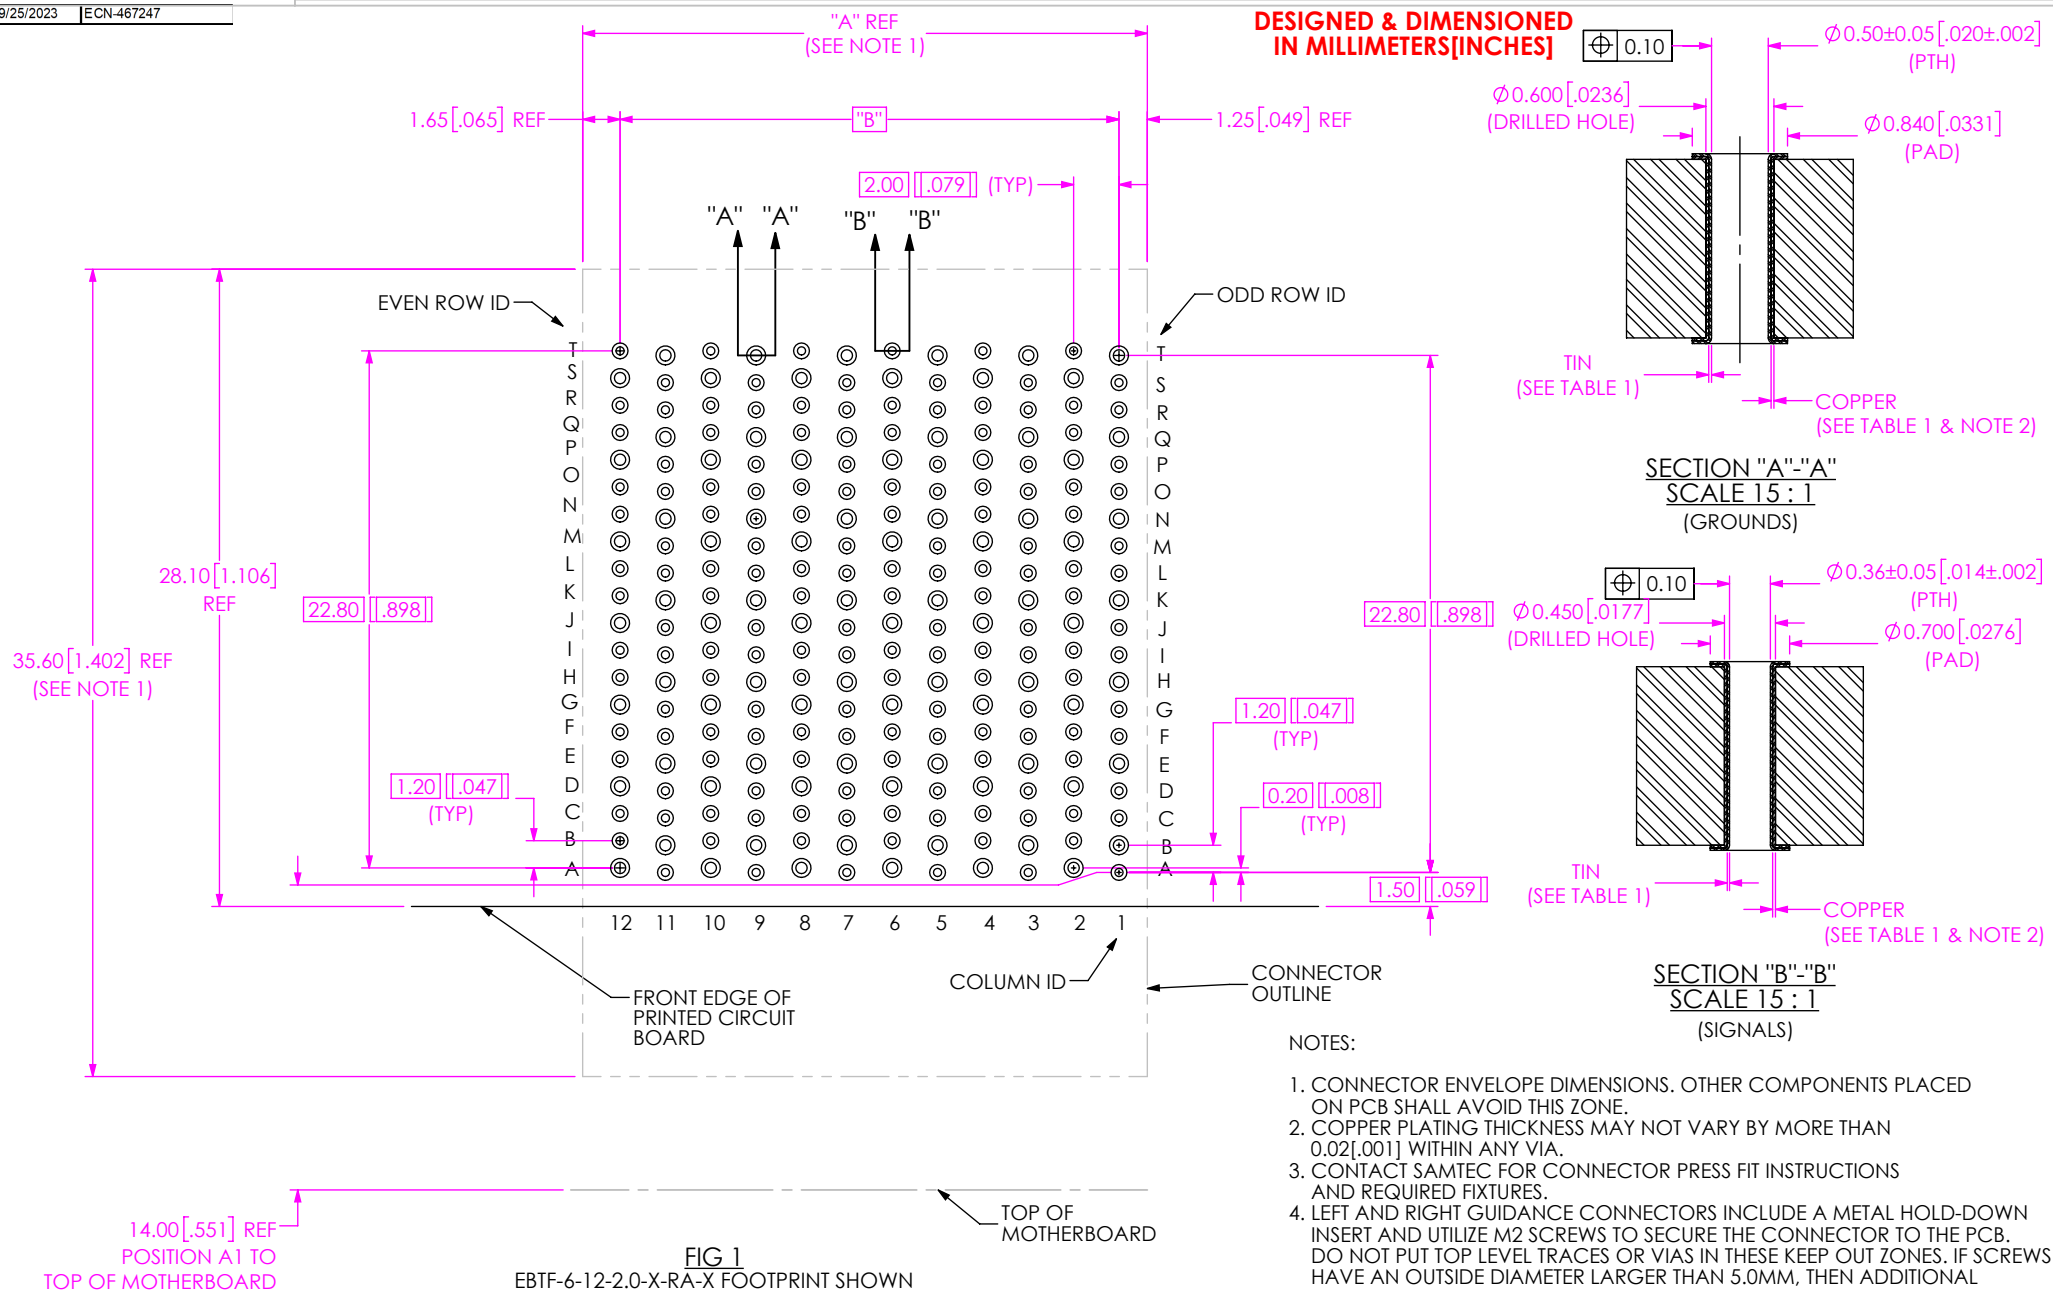 9/25/2023 ECN-467247
"A" REF
(SEE NOTE 1)
DESIGNED & DIMENSIONED
IN MILLIMETERS[INCHES]
1.65[.065] REF
"B"
1.25[.049] REF
2.00 [.079] (TYP)
"A" "A" "B" "B"
EVEN ROW ID
ODD ROW ID
T
S
R
Q
P
O
N
M
L
K
J
I
H
G
F
E
D
C
B
A
T
S
R
Q
P
O
N
M
L
K
J
I
H
G
F
E
D
C
B
A
28.10[1.106]
REF
22.80 [.898]
35.60[1.402] REF
(SEE NOTE 1)
1.20 [.047]
(TYP)
22.80 [.898]
1.20 [.047]
(TYP)
0.20 [.008]
(TYP)
1.50 [.059]
12 11 10 9 8 7 6 5 4 3 2 1
COLUMN ID
CONNECTOR
OUTLINE
FRONT EDGE OF
PRINTED CIRCUIT
BOARD
TOP OF
MOTHERBOARD
14.00[.551] REF
POSITION A1 TO
TOP OF MOTHERBOARD
FIG 1
EBTF-6-12-2.0-X-RA-X FOOTPRINT SHOWN
0.10
Ø0.50±0.05[.020±.002]
(PTH)
Ø0.600[.0236]
(DRILLED HOLE)
Ø0.840[.0331]
(PAD)
TIN
(SEE TABLE 1)
COPPER
(SEE TABLE 1 & NOTE 2)
SECTION "A"-"A"
SCALE 15 : 1
(GROUNDS)
0.10
Ø0.36±0.05[.014±.002]
(PTH)
Ø0.450[.0177]
(DRILLED HOLE)
Ø0.700[.0276]
(PAD)
TIN
(SEE TABLE 1)
COPPER
(SEE TABLE 1 & NOTE 2)
SECTION "B"-"B"
SCALE 15 : 1
(SIGNALS)
NOTES:
1. CONNECTOR ENVELOPE DIMENSIONS. OTHER COMPONENTS PLACED
ON PCB SHALL AVOID THIS ZONE.
2. COPPER PLATING THICKNESS MAY NOT VARY BY MORE THAN
0.02[.001] WITHIN ANY VIA.
3. CONTACT SAMTEC FOR CONNECTOR PRESS FIT INSTRUCTIONS
AND REQUIRED FIXTURES.
4. LEFT AND RIGHT GUIDANCE CONNECTORS INCLUDE A METAL HOLD-DOWN
INSERT AND UTILIZE M2 SCREWS TO SECURE THE CONNECTOR TO THE PCB.
DO NOT PUT TOP LEVEL TRACES OR VIAS IN THESE KEEP OUT ZONES. IF SCREWS
HAVE AN OUTSIDE DIAMETER LARGER THAN 5.0MM, THEN ADDITIONAL